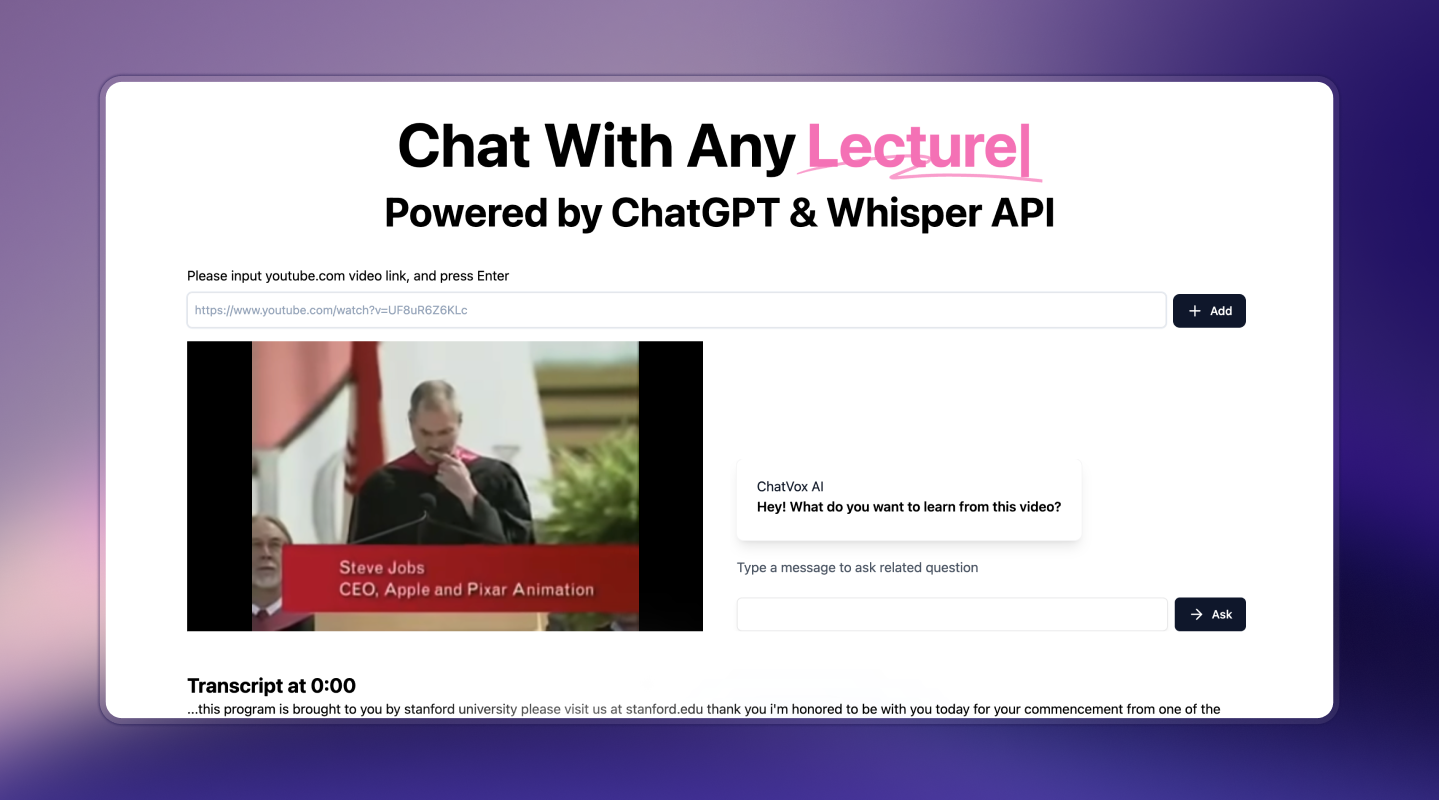 Chat With Any Lecture|
Powered by ChatGPT & Whisper API
Please input youtube.com video link, and press Enter
https://www.youtube.com/watch?v=UF8uR6Z6KLc
+ Add
Steve Jobs
CEO, Apple and Pixar Animation
ChatVox AI
Hey! What do you want to learn from this video?
Type a message to ask related question
→ Ask
Transcript at 0:00
...this program is brought to you by stanford university please visit us at stanford.edu thank you i'm honored to be with you today for your commencement from one of the